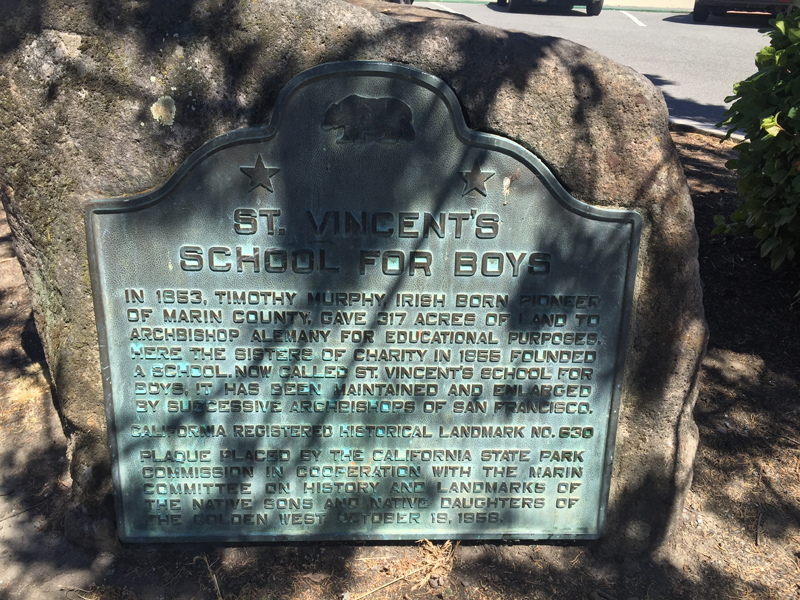 ST. VINCENT'S
SCHOOL FOR BOYS
IN 1853, TIMOTHY MURPHY, IRISH BORN PIONEER
OF MARIN COUNTY, GAVE 317 ACRES OF LAND TO
ARCHBISHOP ALEMANY FOR EDUCATIONAL PURPOSES.
HERE THE SISTERS OF CHARITY IN 1855 FOUNDED
A SCHOOL. NOW CALLED ST. VINCENT'S SCHOOL FOR
BOYS, IT HAS BEEN MAINTAINED AND ENLARGED
BY SUCCESSIVE ARCHBISHOPS OF SAN FRANCISCO.
CALIFORNIA REGISTERED HISTORICAL LANDMARK NO. 630
PLAQUE PLACED BY THE CALIFORNIA STATE PARK
COMMISSION IN COOPERATION WITH THE MARIN
COMMITTEE ON HISTORY AND LANDMARKS OF
THE NATIVE SONS AND NATIVE DAUGHTERS OF
THE GOLDEN WEST, OCTOBER 19, 1958.